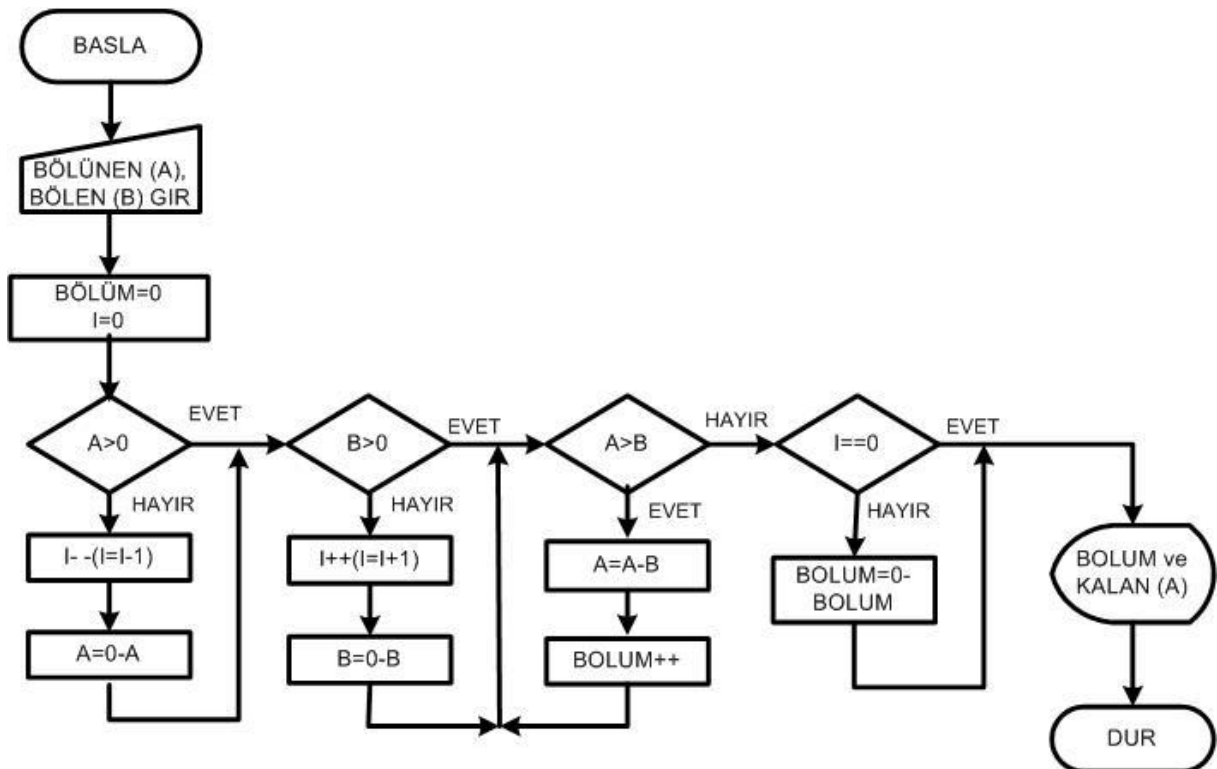 BASLA
BÖLÜNEN (A),
BÖLEN (B) GIR
BÖLÜM=0
I=0
A>0
EVET
HAYIR
I- -(I=I-1)
A=0-A
B>0
EVET
HAYIR
I++(I=I+1)
B=0-B
A>B
HAYIR
EVET
A=A-B
BOLUM++
I==0
EVET
HAYIR
BOLUM=0-
BOLUM
BOLUM ve
KALAN (A)
DUR